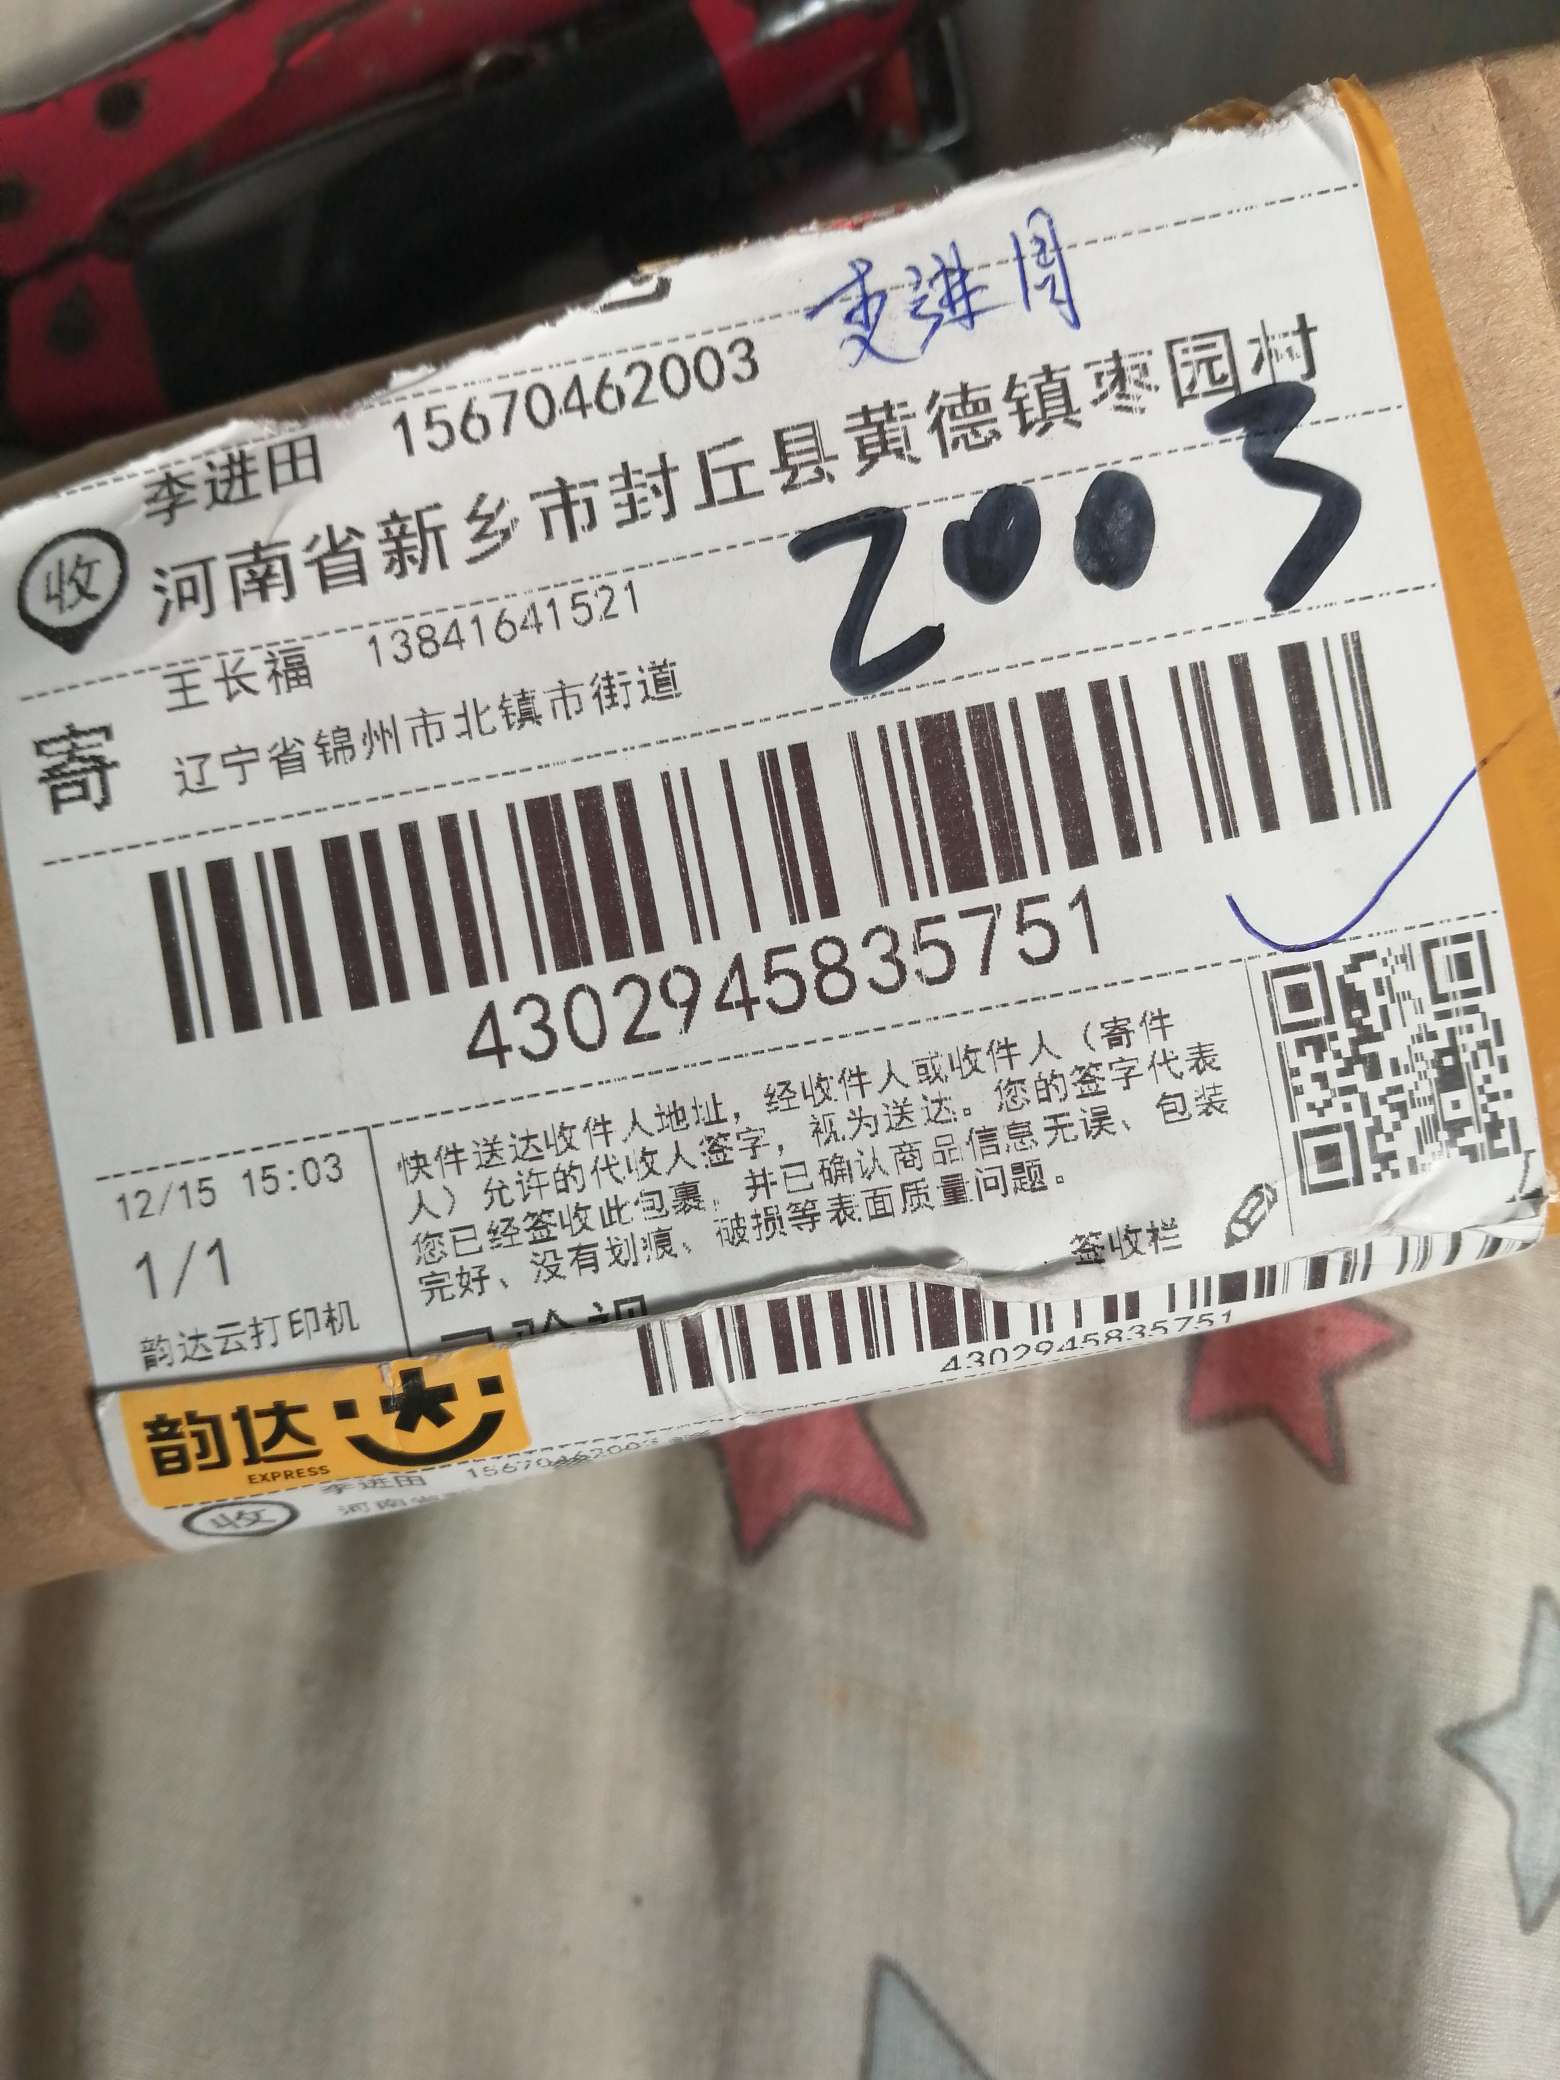 李进田 15670462003
河南省新乡市封丘县黄德镇枣园村
收
2003
王长福 13841641521
寄
辽宁省锦州市北镇市街道
4302945835751
快件送达收件人地址，经收件人或收件人（寄件
人）允许的代收人签字，视为送达。您的签字代表
您已经签收此包裹，并已确认商品信息无误、包装
完好、没有划痕、破损等表面质量问题。
签收栏
12/15 15:03
1/1
韵达云打印机
已验视
4302945835751
韵达
EXPRESS
收
李进田 15670462003
河南省